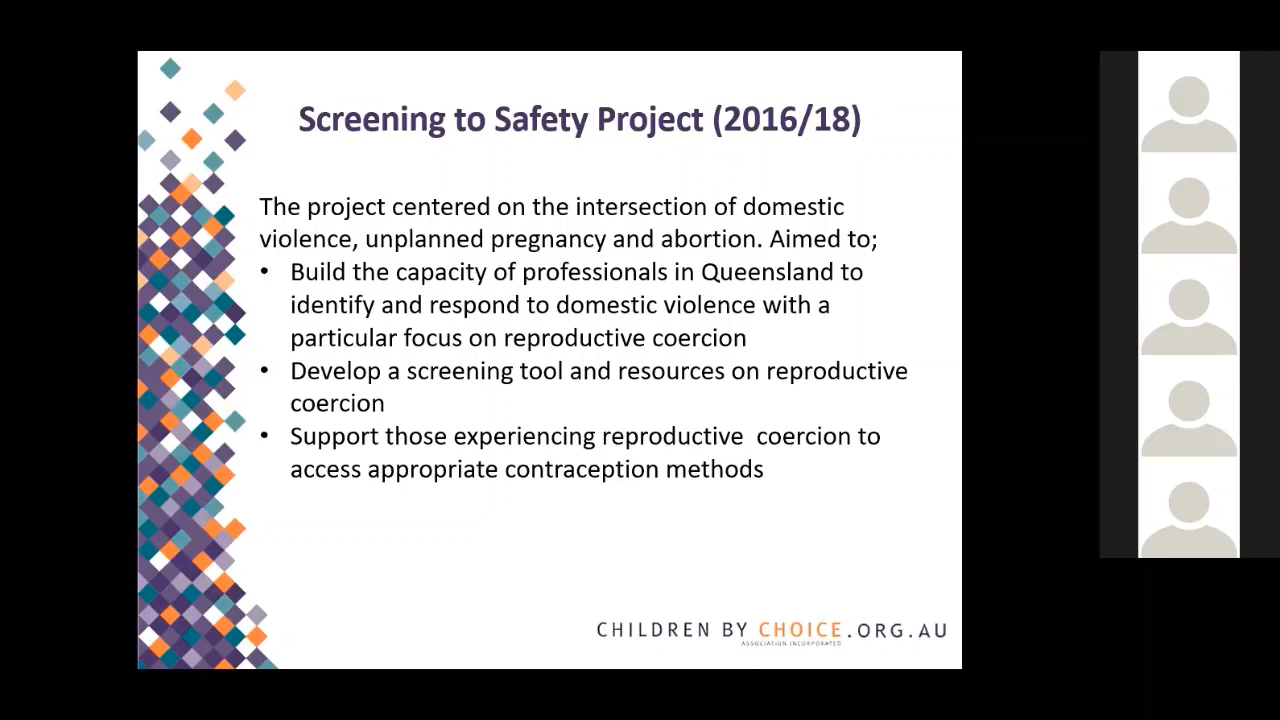 Screening to Safety Project (2016/18)
The project centered on the intersection of domestic
violence, unplanned pregnancy and abortion. Aimed to;
• Build the capacity of professionals in Queensland to
identify and respond to domestic violence with a
particular focus on reproductive coercion
• Develop a screening tool and resources on reproductive
coercion
• Support those experiencing reproductive  coercion to
access appropriate contraception methods
CHILDREN BY CHOICE.ORG.AU
ASSOCIATION INCORPORATED